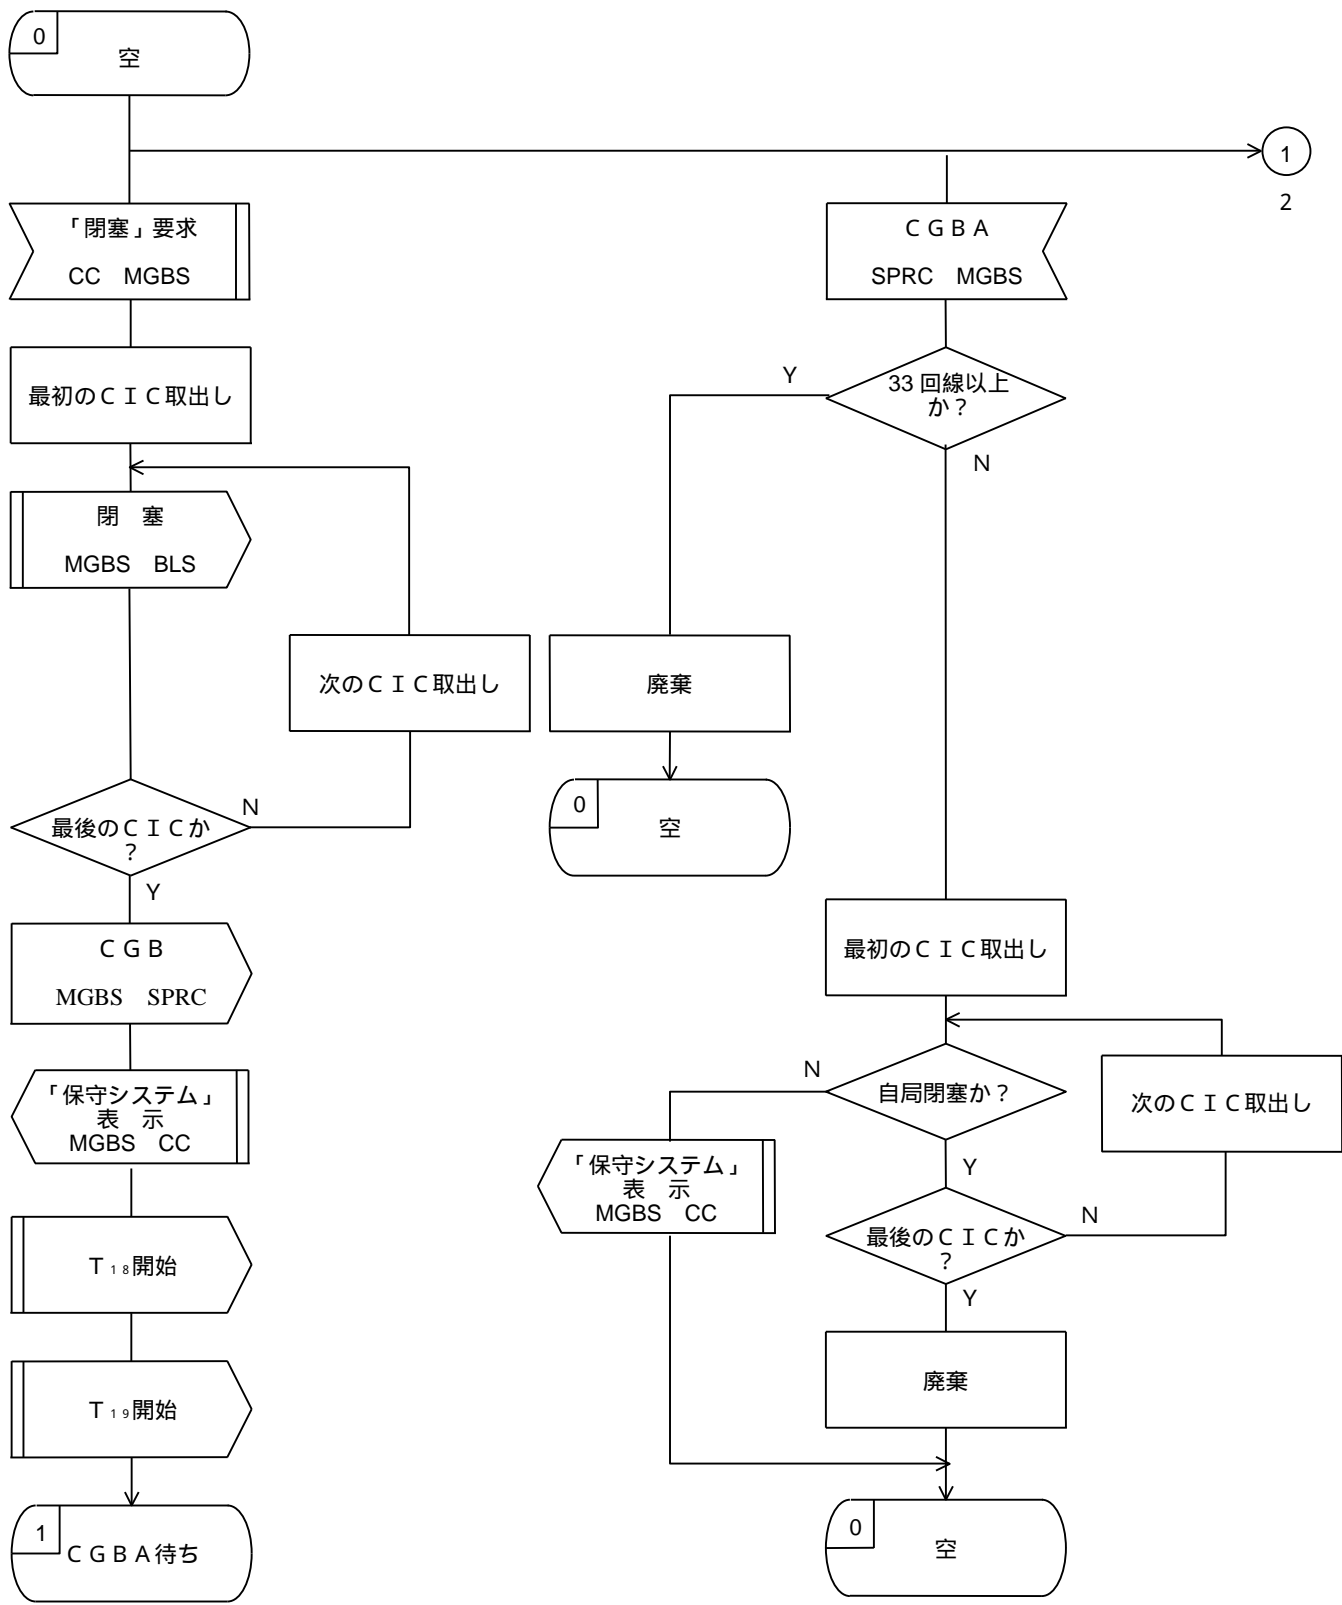 0
空
1
2
「閉塞」要求
CC MGBS
最初のＣＩＣ取出し
閉 塞
MGBS BLS
次のＣＩＣ取出し
最後のＣＩＣか
？
N
Y
ＣＧＢ
MGBS SPRC
「保守システム」
表 示
MGBS CC
Ｔ₁₈開始
Ｔ₁₉開始
1
ＣＧＢＡ待ち
ＣＧＢＡ
SPRC MGBS
33 回線以上
か？
Y
N
廃棄
0
空
最初のＣＩＣ取出し
自局閉塞か？
N
Y
次のＣＩＣ取出し
「保守システム」
表 示
MGBS CC
最後のＣＩＣか
？
N
Y
廃棄
0
空